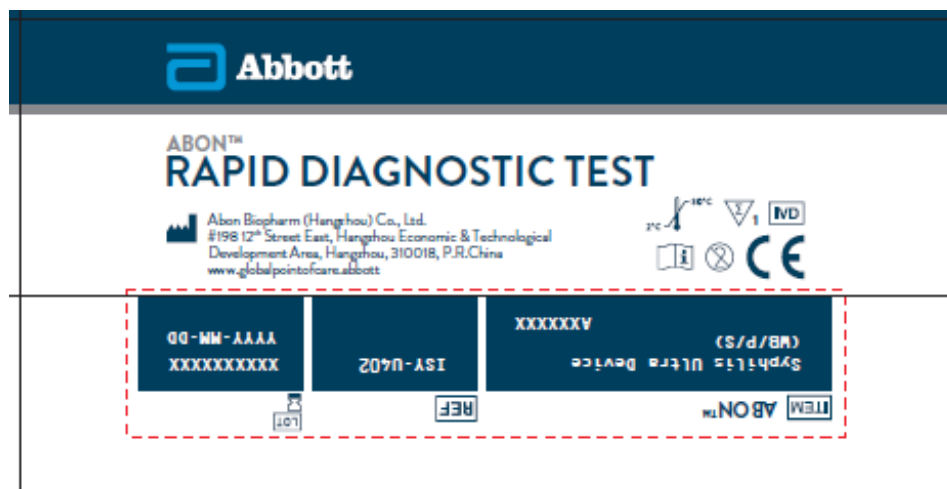 Abbott
ABON™
RAPID DIAGNOSTIC TEST
Abon Biopharm (Hangzhou) Co., Ltd.
#198 12th Street East, Hangzhou Economic & Technological
Development Area, Hangzhou, 310018, P.R.China
www.globalpointofcare.abbott
2°C
30°C
Σ 1
IVD
i
2
CE
ITEM ABON™
Syphilis Ultra Device
(WB/P/S)
AXXXXXX
REF
ISY-U402
LOT
XXXXXXXXXX
YYYY-MM-DD